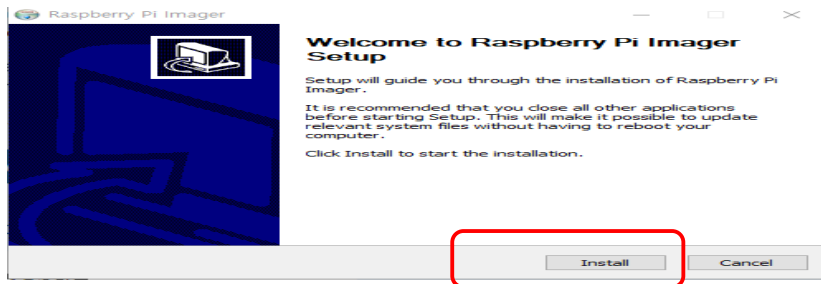 Raspberry Pi Imager
Welcome to Raspberry Pi Imager
Setup
Setup will guide you through the installation of Raspberry Pi
Imager.
It is recommended that you close all other applications
before starting Setup. This will make it possible to update
relevant system files without having to reboot your
computer.
Click Install to start the installation.
Install
Cancel